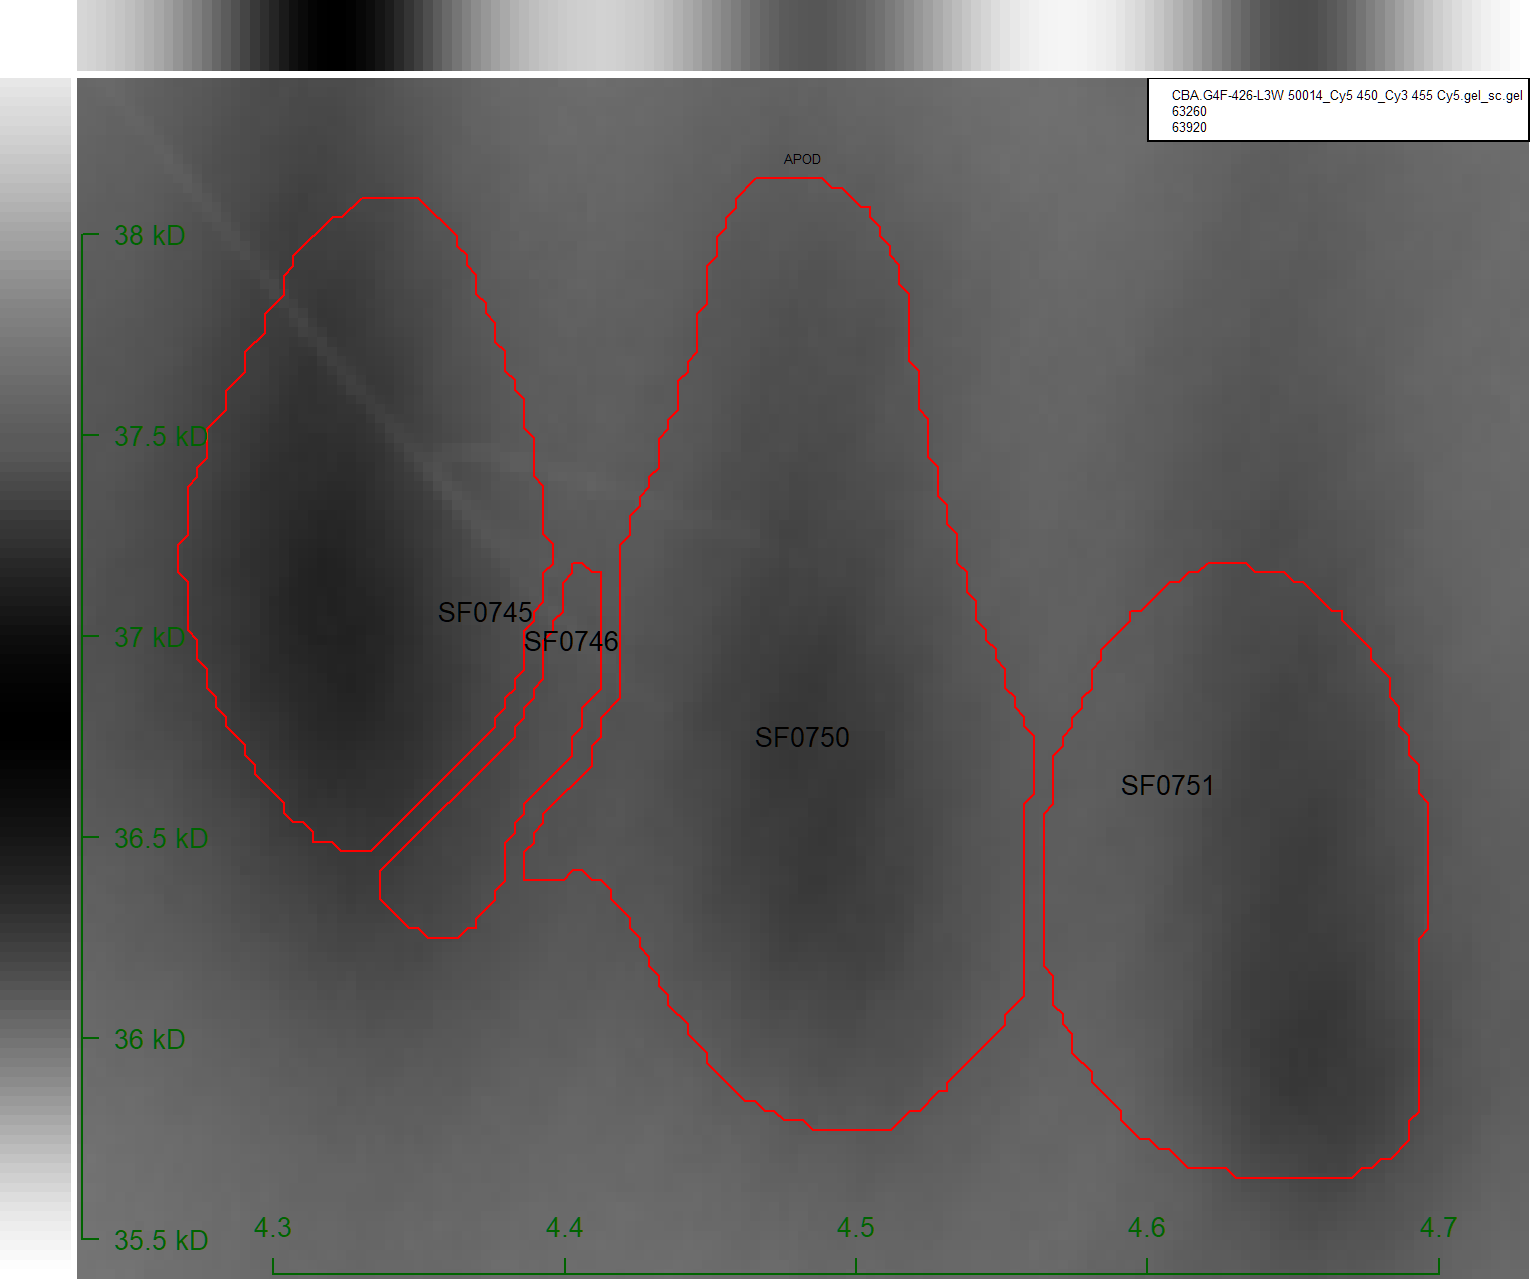 CBA.G4F-426-L3W 50014_Cy5 450_Cy3 455 Cy5.gel_sc.gel
63260
63920
APOD
38 kD
37.5 kD
SF0745
37 kD
SF0746
SF0750
SF0751
36.5 kD
36 kD
35.5 kD
4.3 4.4 4.5 4.6 4.7